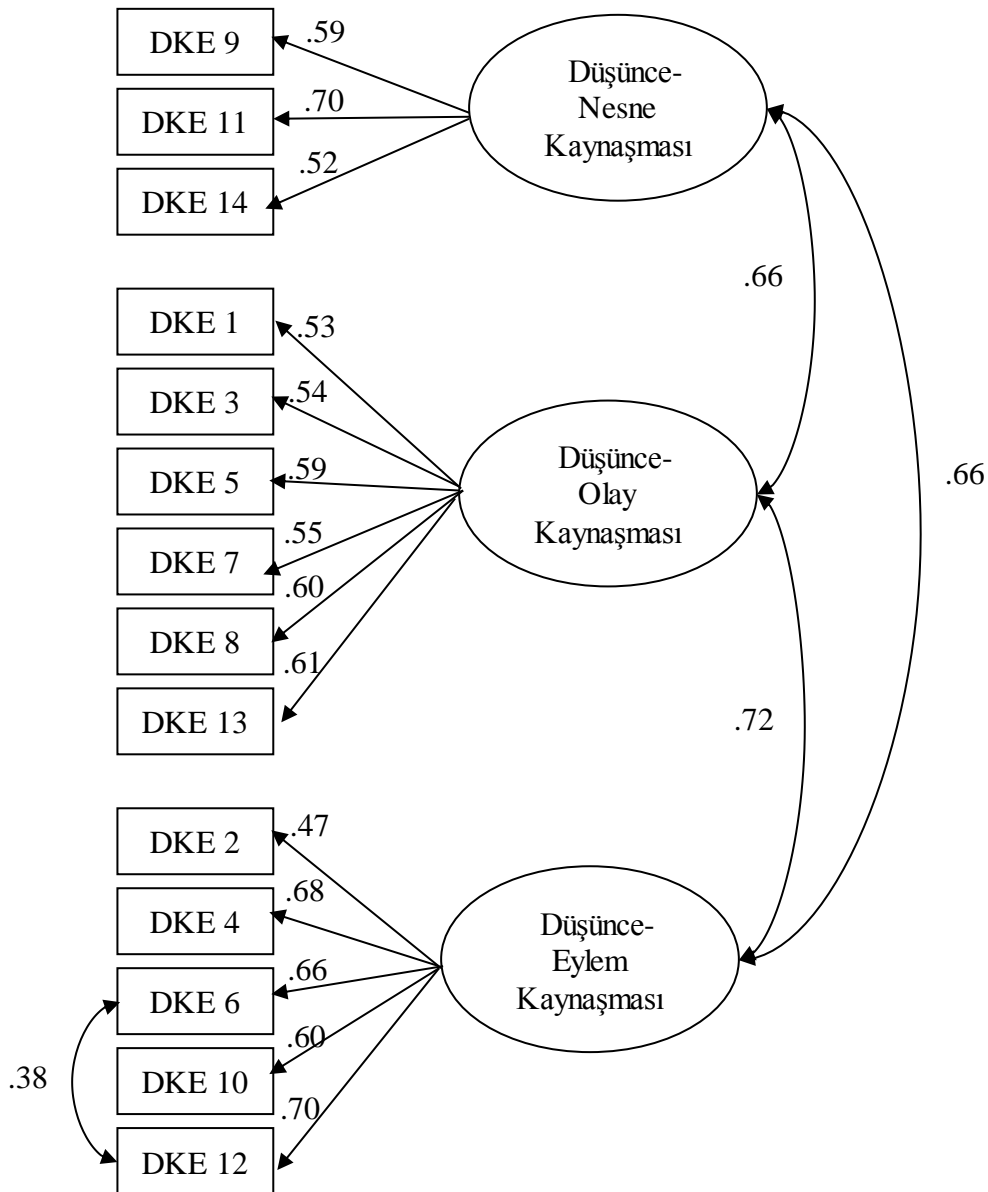 DKE 9
.59
Düşünce-
Nesne
Kaynaşması
DKE 11
.70
DKE 14
.52
.66
DKE 1
.53
DKE 3
.54
DKE 5
.59
Düşünce-
Olay
Kaynaşması
.66
DKE 7
.55
DKE 8
.60
DKE 13
.61
.72
DKE 2
.47
DKE 4
.68
Düşünce-
Eylem
Kaynaşması
DKE 6
.66
DKE 10
.60
.38
DKE 12
.70